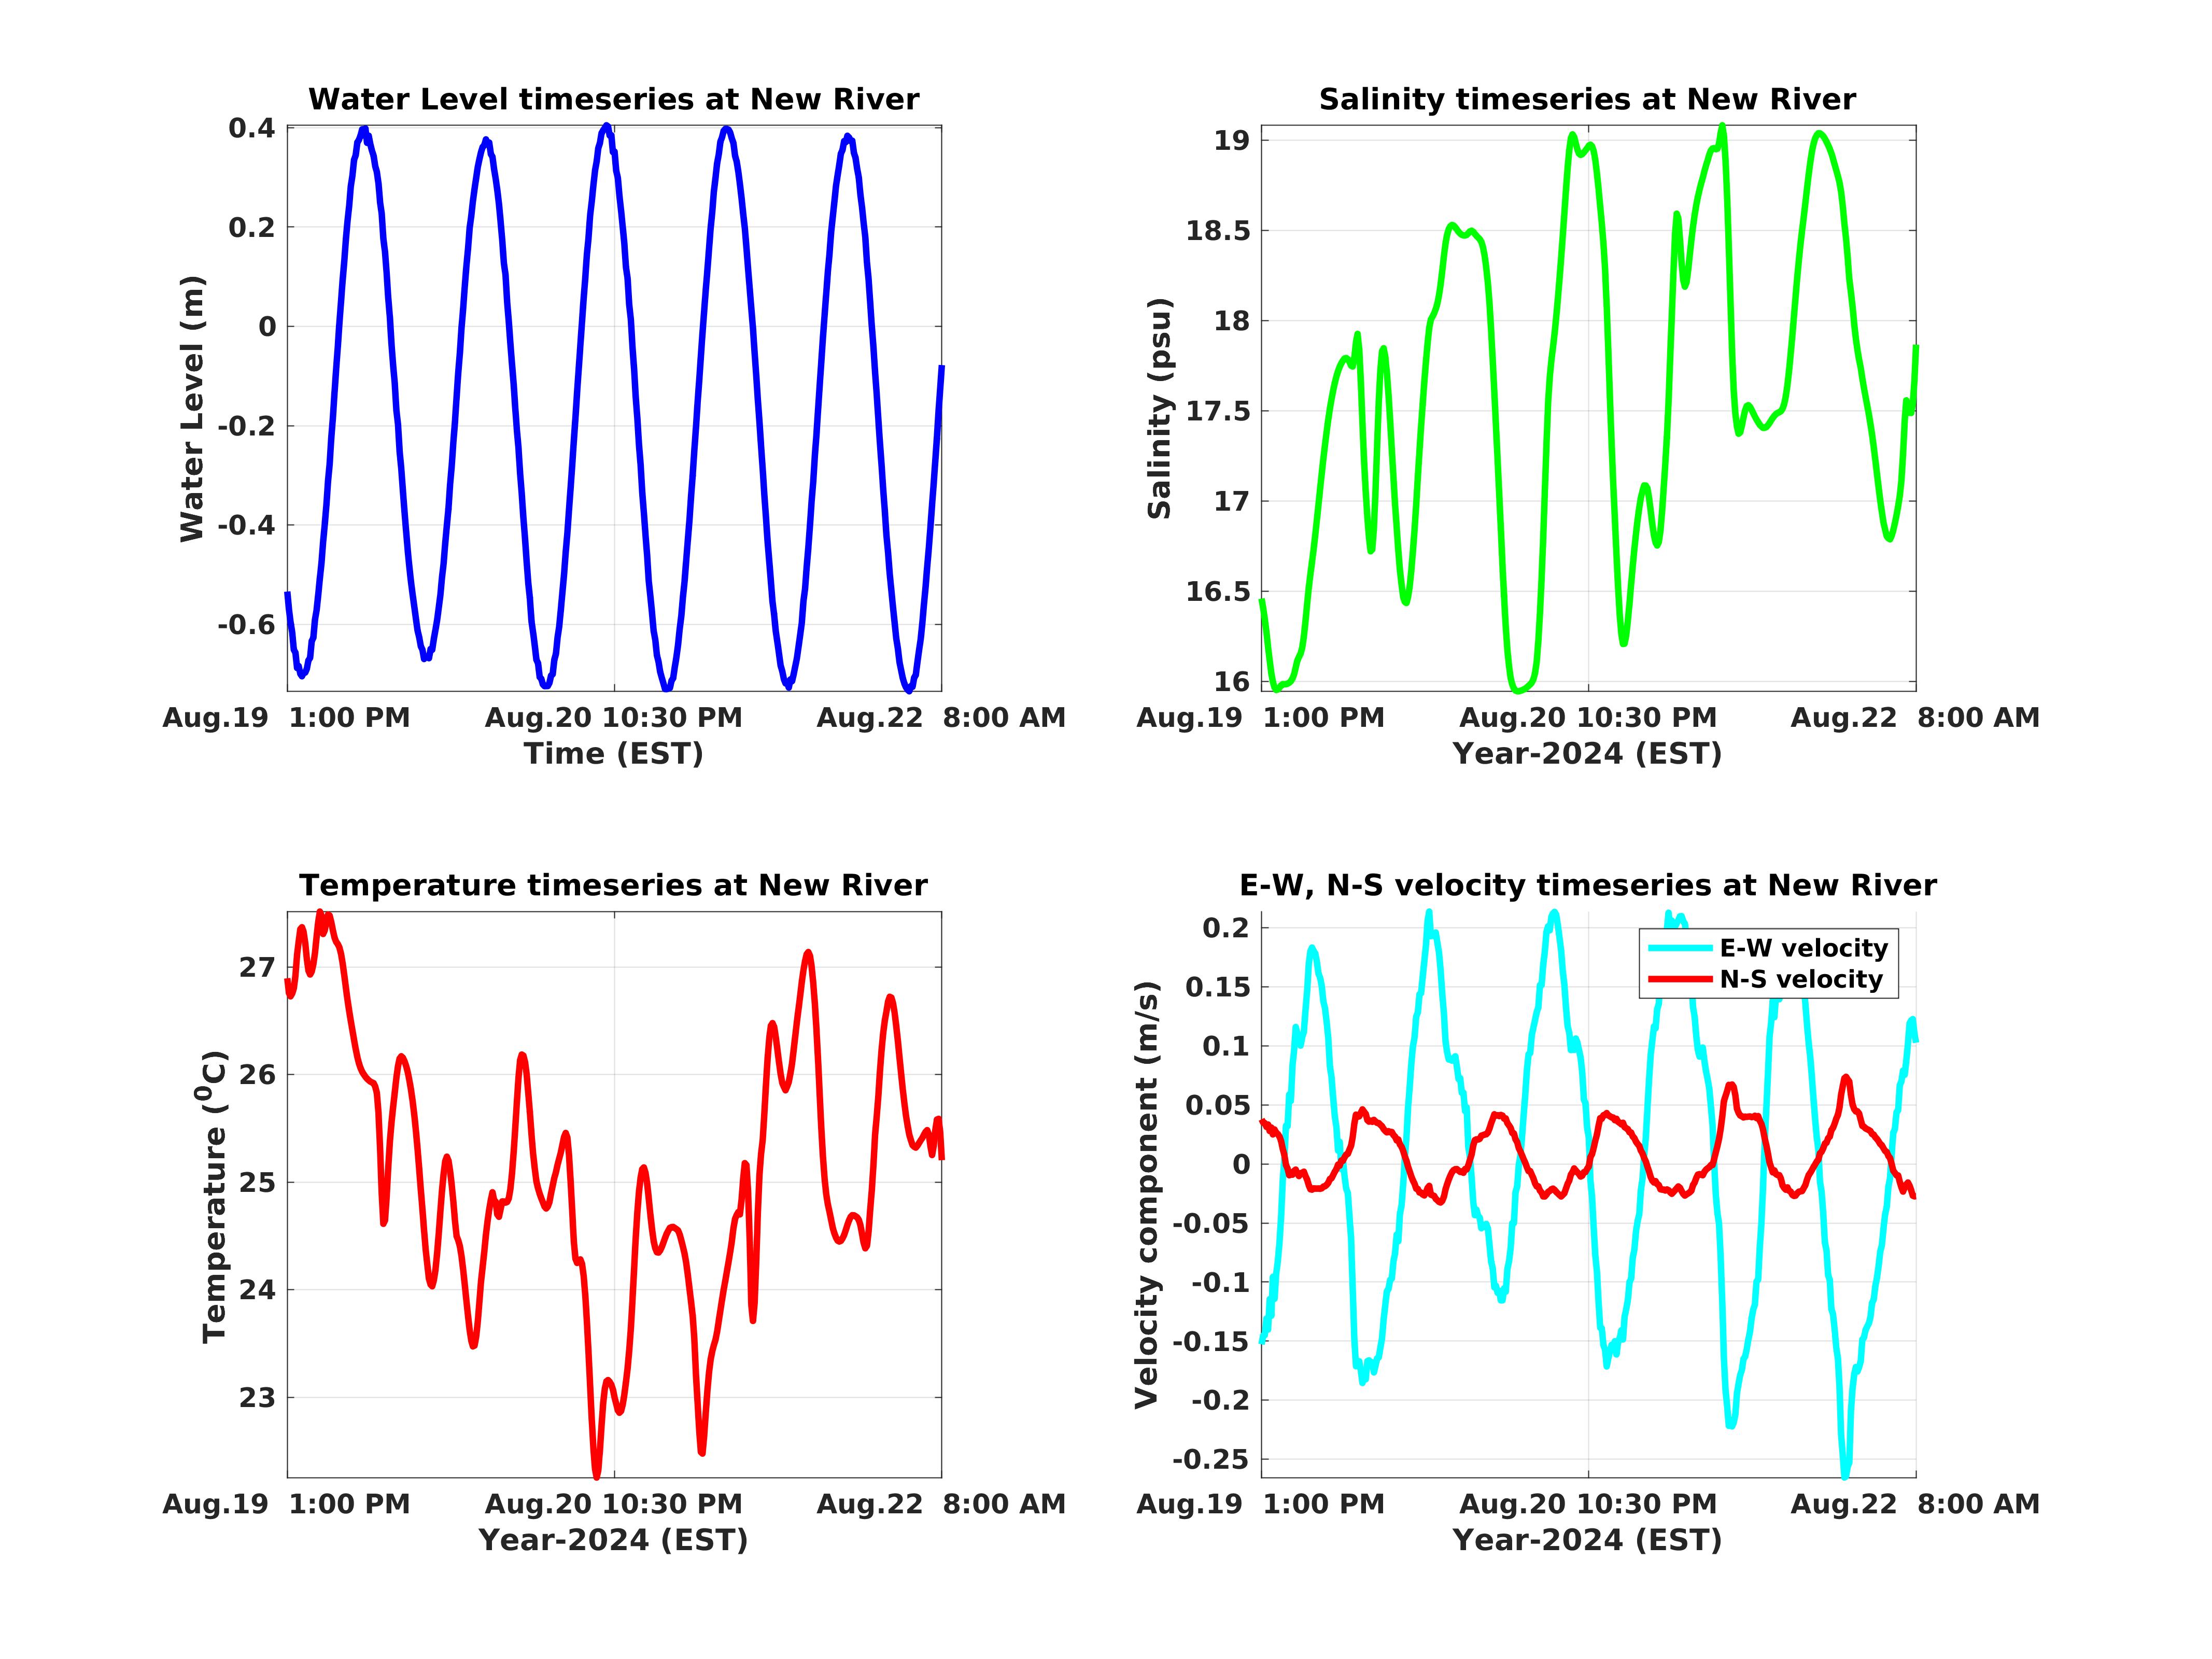 Water Level timeseries at New River
Water Level (m)
0.4
0.2
0
-0.2
-0.4
-0.6
Aug.19 1:00 PM
Aug.20 10:30 PM
Aug.22 8:00 AM
Time (EST)
Salinity timeseries at New River
Salinity (psu)
19
18.5
18
17.5
17
16.5
16
Aug.19 1:00 PM
Aug.20 10:30 PM
Aug.22 8:00 AM
Year-2024 (EST)
Temperature timeseries at New River
Temperature (⁰C)
27
26
25
24
23
Aug.19 1:00 PM
Aug.20 10:30 PM
Aug.22 8:00 AM
Year-2024 (EST)
E-W, N-S velocity timeseries at New River
Velocity component (m/s)
0.2
0.15
0.1
0.05
0
-0.05
-0.1
-0.15
-0.2
-0.25
E-W velocity
N-S velocity
Aug.19 1:00 PM
Aug.20 10:30 PM
Aug.22 8:00 AM
Year-2024 (EST)